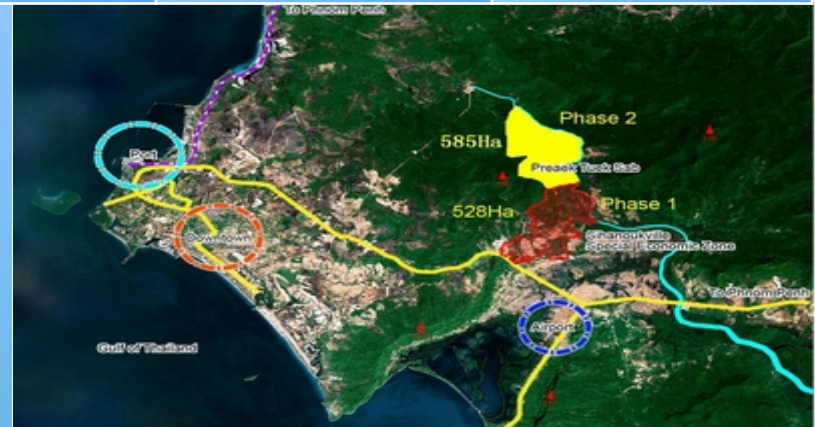 To Phnom Penh
Phase 2
585Ha
Port
Preaek Tuek Sab
Phase 1
528Ha
Sihanoukville
Special Economic Zone
Downtown
To Phnom Penh
Airport
Gulf of Thailand